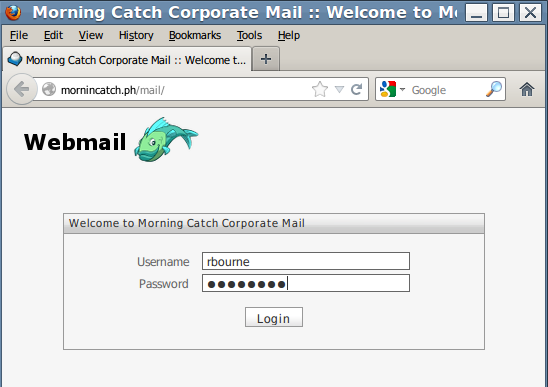 Morning Catch Corporate Mail :: Welcome to Mo
File Edit View History Bookmarks Tools Help
Morning Catch Corporate Mail :: Welcome t...
mornincatch.ph/mail/ Google
Webmail
Welcome to Morning Catch Corporate Mail
Username rbourne
Password ●●●●●●●●
Login